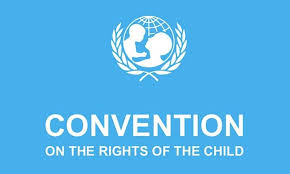 CONVENTION
ON THE RIGHTS OF THE CHILD